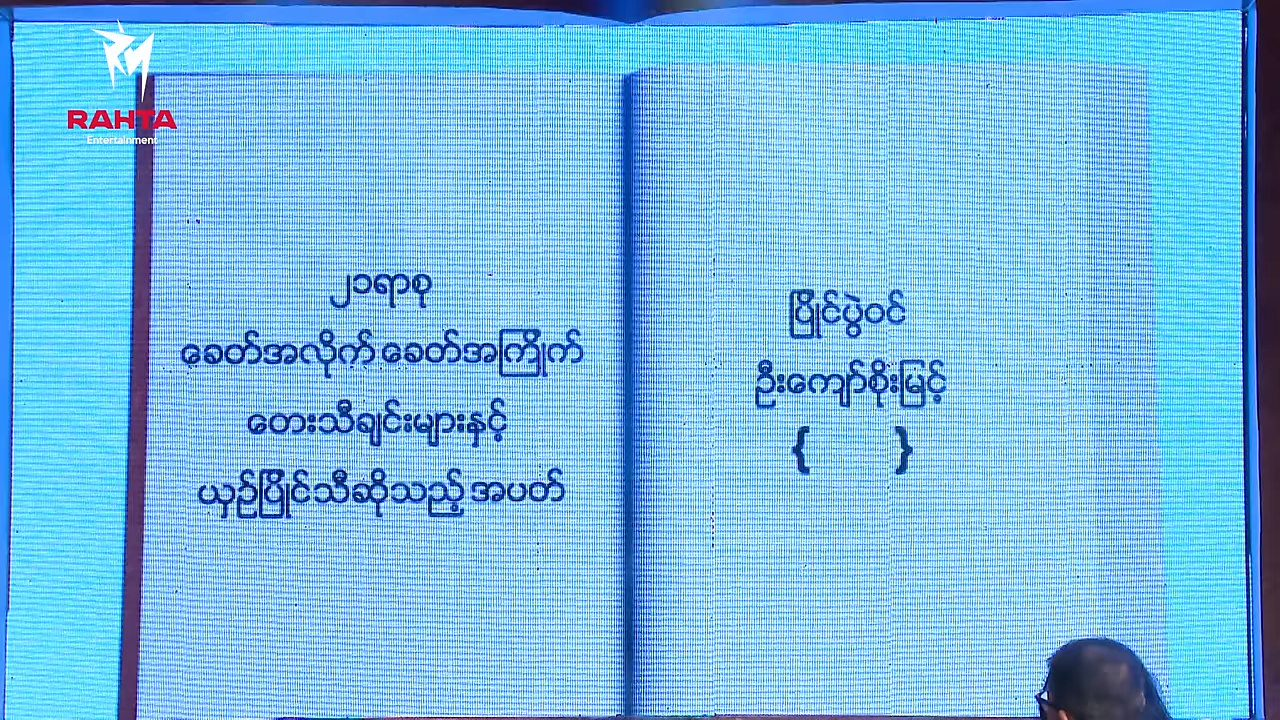 RAHTA
Entertainment
၂၁ရာစု
ခေတ်အလိုက် ခေတ်အကြိုက်
တေးသီချင်းများနှင့်
ယှဉ်ပြိုင်သီဆိုသည့် အပတ်
ပြိုင်ပွဲဝင်
ဦးကျော်စိုးမြင့်
{ }